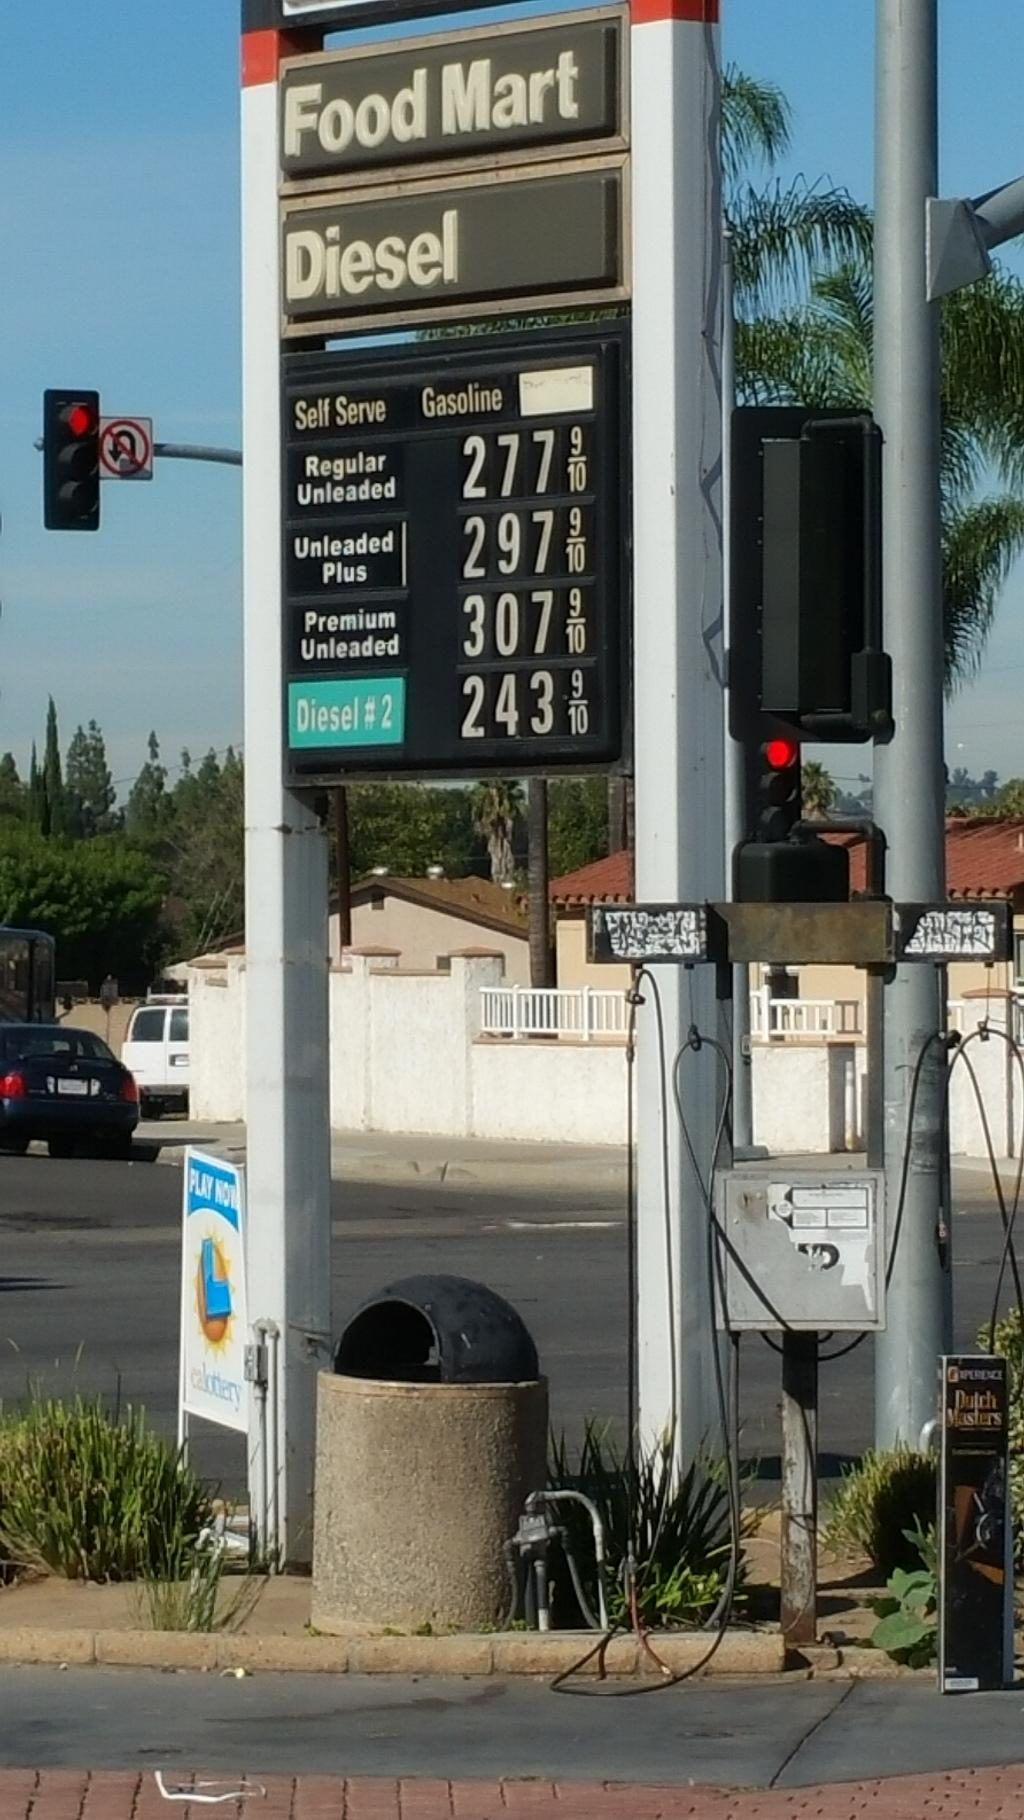 Food Mart
Diesel
Self Serve Gasoline
Regular
Unleaded
277 9/10
Unleaded
Plus
297 9/10
Premium
Unleaded
307 9/10
Diesel #2
243 9/10
PLAY NOW
calottery
XPERIENCE
Dutch
Masters